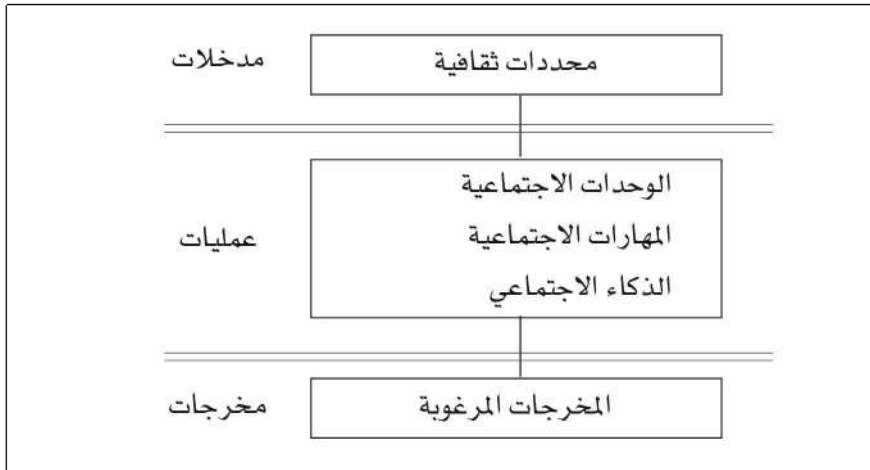 مدخلات
محددات ثقافية
الوحدات الاجتماعية
عمليات
المهارات الاجتماعية
الذكاء الاجتماعي
مخرجات
المخرجات المرغوبة